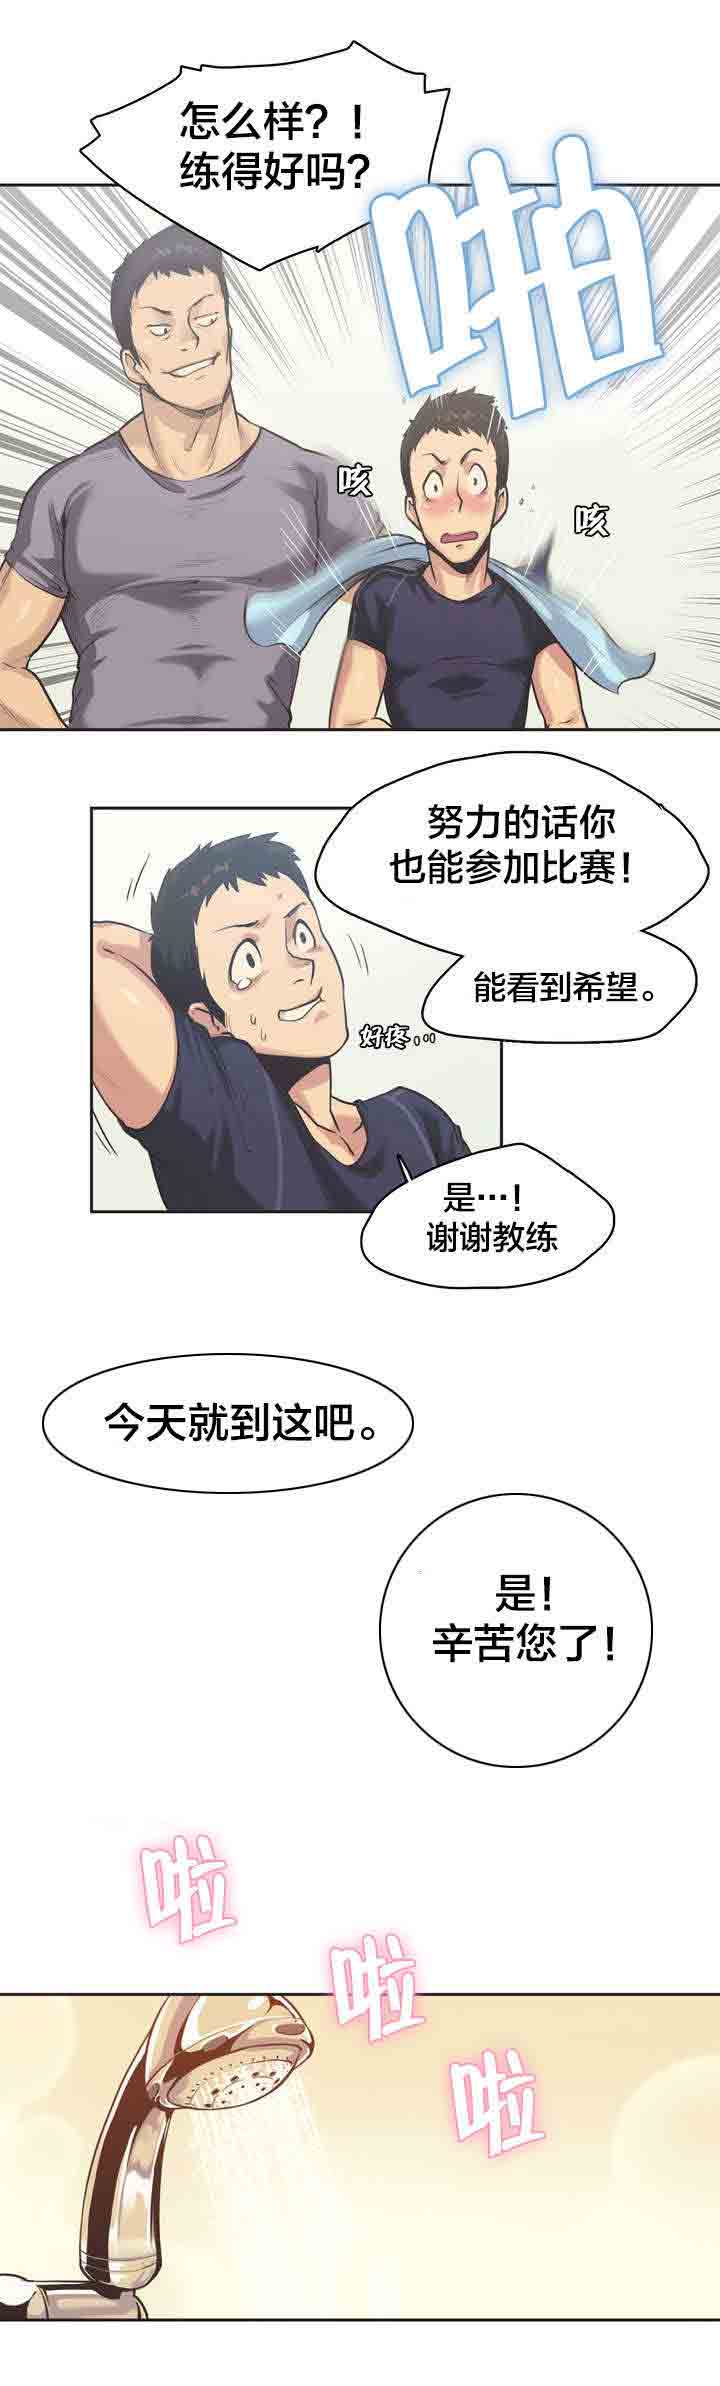 怎么样？！
练得好吗？
啪
咳
咳
努力的话你
也能参加比赛！
能看到希望。
好疼。...
是…！
谢谢教练
今天就到这吧。
是！
辛苦您了！
啦
啦
啦